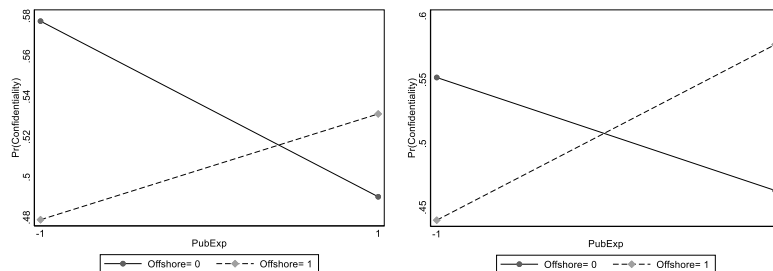 .58
.56
.54
.52
.5
.48
Pr(Confidentiality)
-1
1
PubExp
Offshore= 0
Offshore= 1
.6
.55
.5
.45
Pr(Confidentiality)
-1
PubExp
Offshore= 0
Offshore= 1